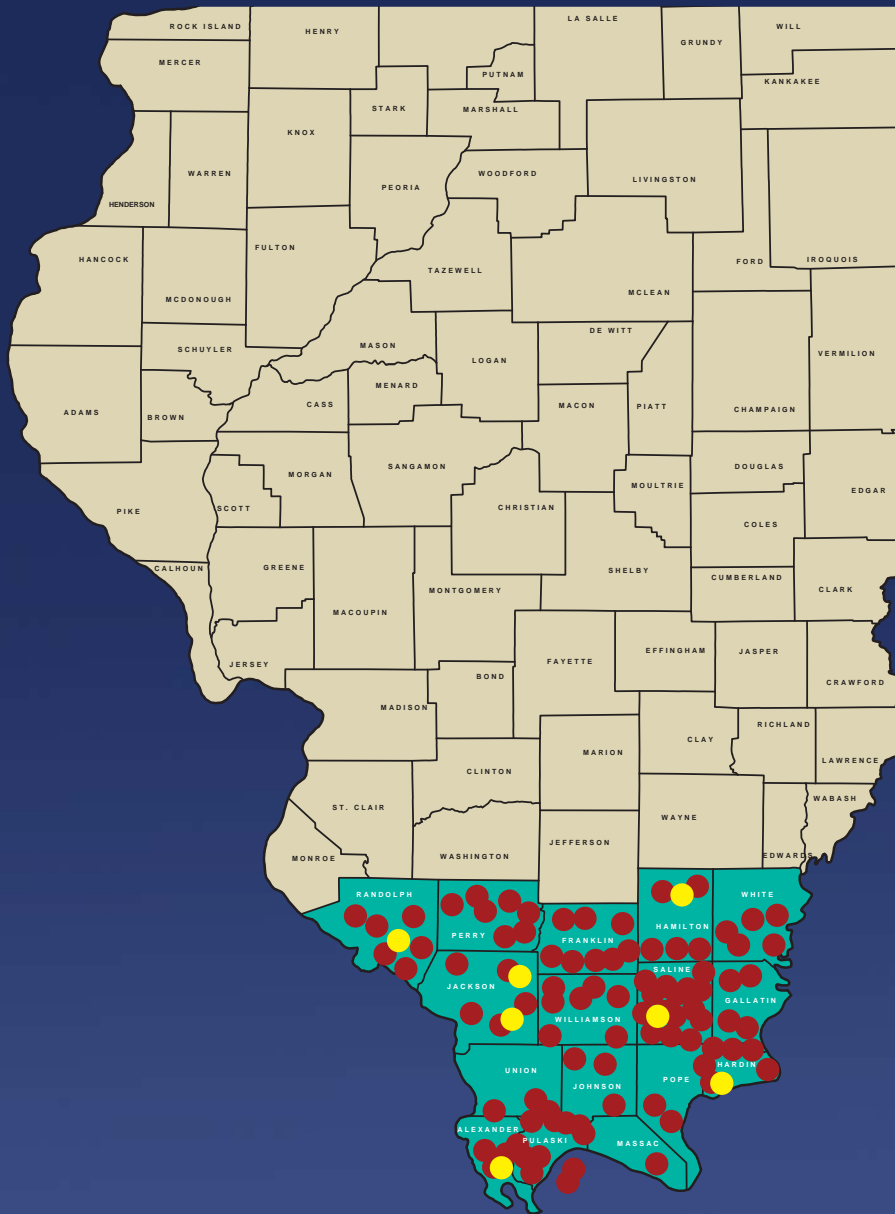 ROCK ISLAND
HENRY
LA SALLE
WILL
GRUNDY
MERCER
PUTNAM
KANKAKEE
STARK
MARSHALL
KNOX
WARREN
PEORIA
WOODFORD
LIVINGSTON
HENDERSON
HANCOCK
FULTON
FORD
IROQUOIS
TAZEWELL
MCLEAN
MCDONOUGH
DE WITT
SCHUYLER
MASON
LOGAN
VERMILION
MENARD
CASS
MACON
PIATT
CHAMPAIGN
ADAMS
BROWN
SANGAMON
DOUGLAS
MORGAN
MOULTRIE
EDGAR
PIKE
SCOTT
CHRISTIAN
COLES
CALHOUN
GREENE
SHELBY
CUMBERLAND
MONTGOMERY
CLARK
MACOUPIN
JERSEY
FAYETTE
EFFINGHAM
JASPER
BOND
CRAWFORD
MADISON
RICHLAND
CLAY
MARION
LAWRENCE
CLINTON
WABASH
ST. CLAIR
WAYNE
JEFFERSON
MONROE
WASHINGTON
EDWARDS
RANDOLPH
WHITE
PERRY
FRANKLIN
HAMILTON
SALINE
JACKSON
GALLATIN
WILLIAMSON
HARDIN
UNION
POPE
JOHNSON
ALEXANDER
PULASKI
MASSAC